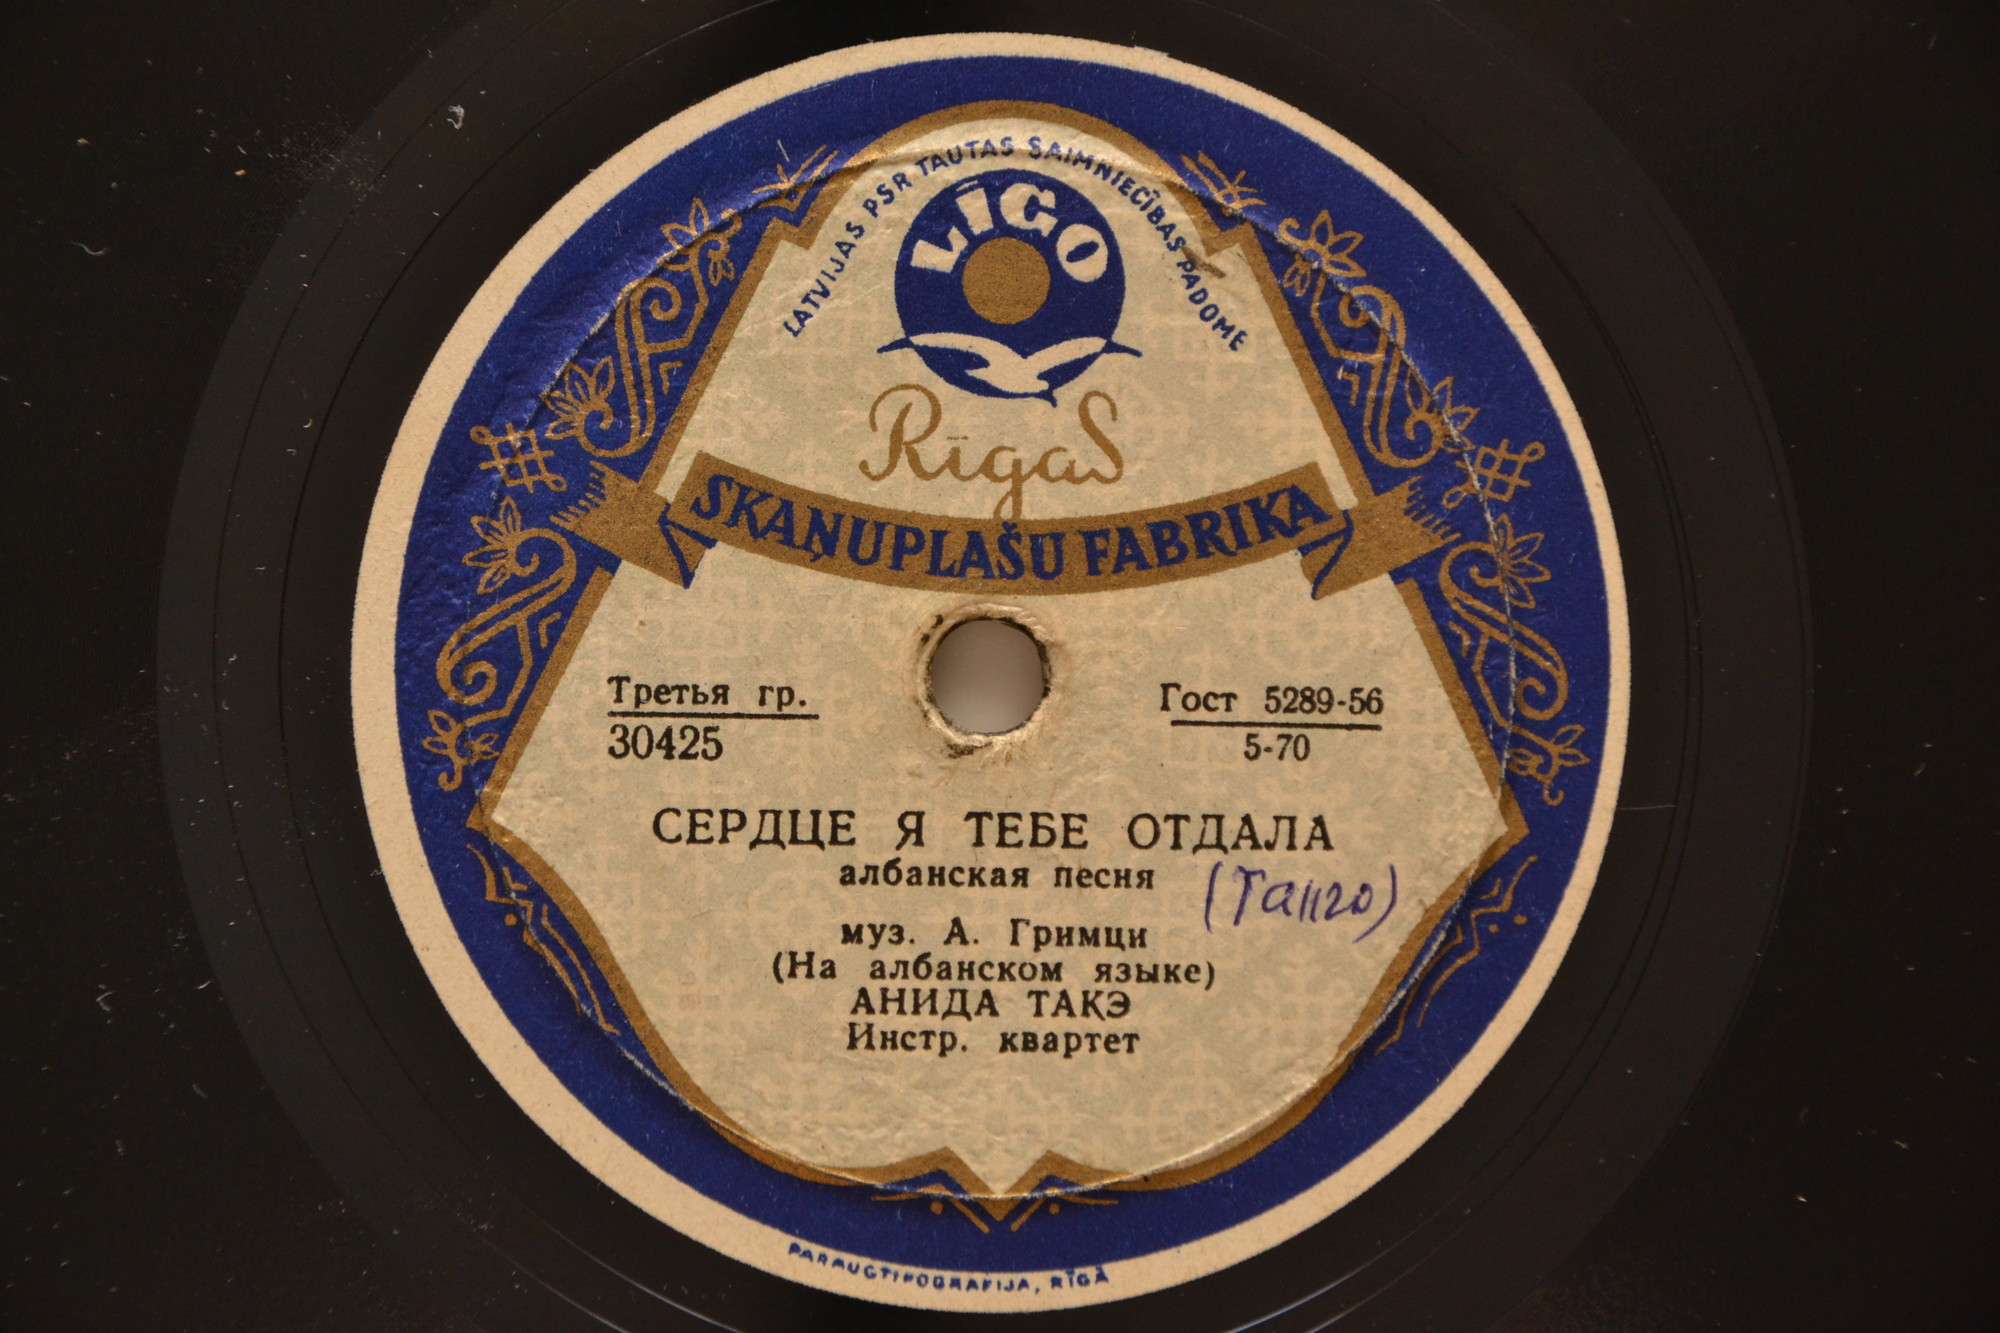 LATVIJAS PSR TAUTAS SAIMNIECĪBAS PADOME
LĪGO
Rīgas
SKAŅUPLAŠU FABRIKA
Третья гр.
30425
Гост 5289-56
5-70
СЕРДЦЕ Я ТЕБЕ ОТДАЛА
албанская песня
(Танго)
муз. А. Гримци
(На албанском языке)
АНИДА ТАКЭ
Инстр. квартет
PARAUGTIPOGRAFIJA, RĪGĀ